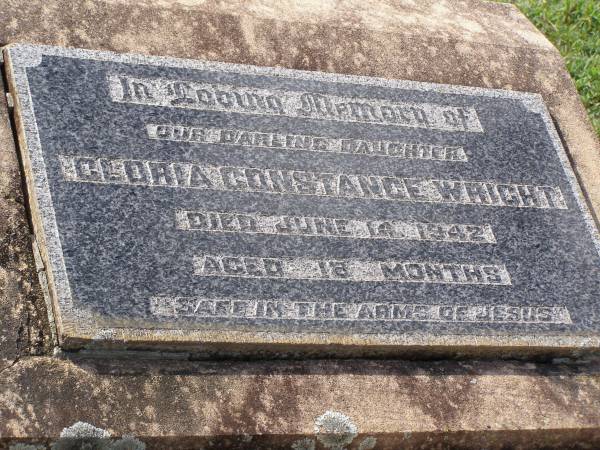 In Loving Memory of
OUR DARLING DAUGHTER
GLORIA CONSTANCE WRIGHT
DIED JUNE 14, 1942
AGED 18 MONTHS
"SAFE IN THE ARMS OF JESUS"